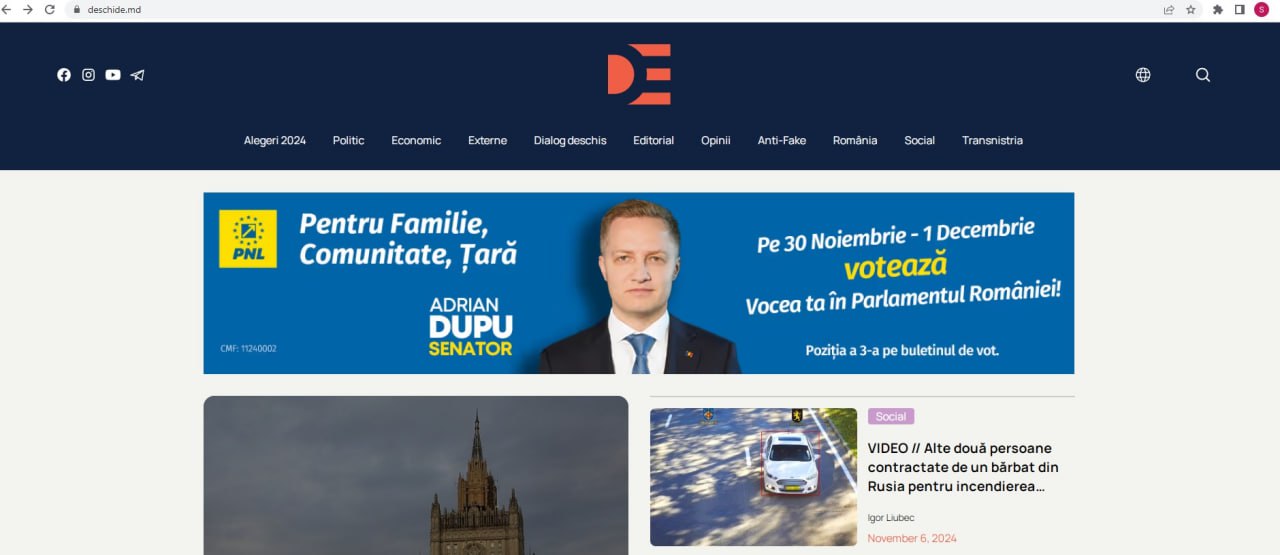 deschide.md
S
DE
Alegeri 2024 Politic Economic Externe Dialog deschis Editorial Opinii Anti-Fake România Social Transnistria
PNL
Pentru Familie,
Comunitate, Țară
ADRIAN
DUPU
SENATOR
CMF: 11240002
Pe 30 Noiembrie - 1 Decembrie
votează
Vocea ta în Parlamentul României!
Poziția a 3-a pe buletinul de vot.
Social
VIDEO // Alte două persoane
contractate de un bărbat din
Rusia pentru incendierea...
Igor Liubec
November 6, 2024